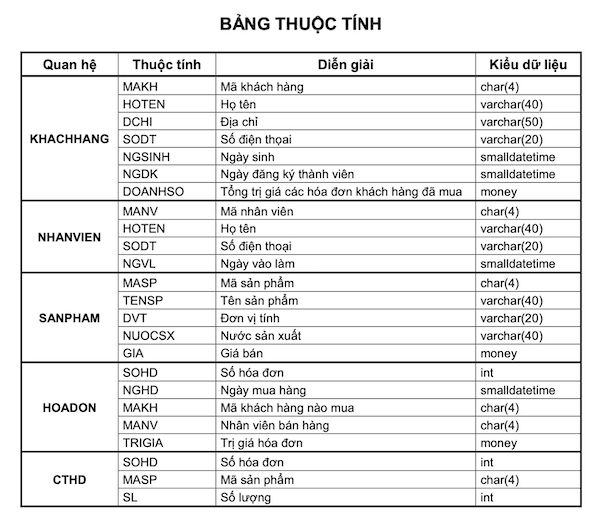 BẢNG THUỘC TÍNH
Quan hệ Thuộc tính Diễn giải Kiểu dữ liệu
KHACHHANG
MAKH Mã khách hàng char(4)
HOTEN Họ tên varchar(40)
DCHI Địa chỉ varchar(50)
SODT Số điện thọai varchar(20)
NGSINH Ngày sinh smalldatetime
NGDK Ngày đăng ký thành viên smalldatetime
DOANHSO Tổng trị giá các hóa đơn khách hàng đã mua money
NHANVIEN
MANV Mã nhân viên char(4)
HOTEN Họ tên varchar(40)
SODT Số điện thoại varchar(20)
NGVL Ngày vào làm smalldatetime
SANPHAM
MASP Mã sản phẩm char(4)
TENSP Tên sản phẩm varchar(40)
DVT Đơn vị tính varchar(20)
NUOCSX Nước sản xuất varchar(40)
GIA Giá bán money
HOADON
SOHD Số hóa đơn int
NGHD Ngày mua hàng smalldatetime
MAKH Mã khách hàng nào mua char(4)
MANV Nhân viên bán hàng char(4)
TRIGIA Trị giá hóa đơn money
CTHD
SOHD Số hóa đơn int
MASP Mã sản phẩm char(4)
SL Số lượng int